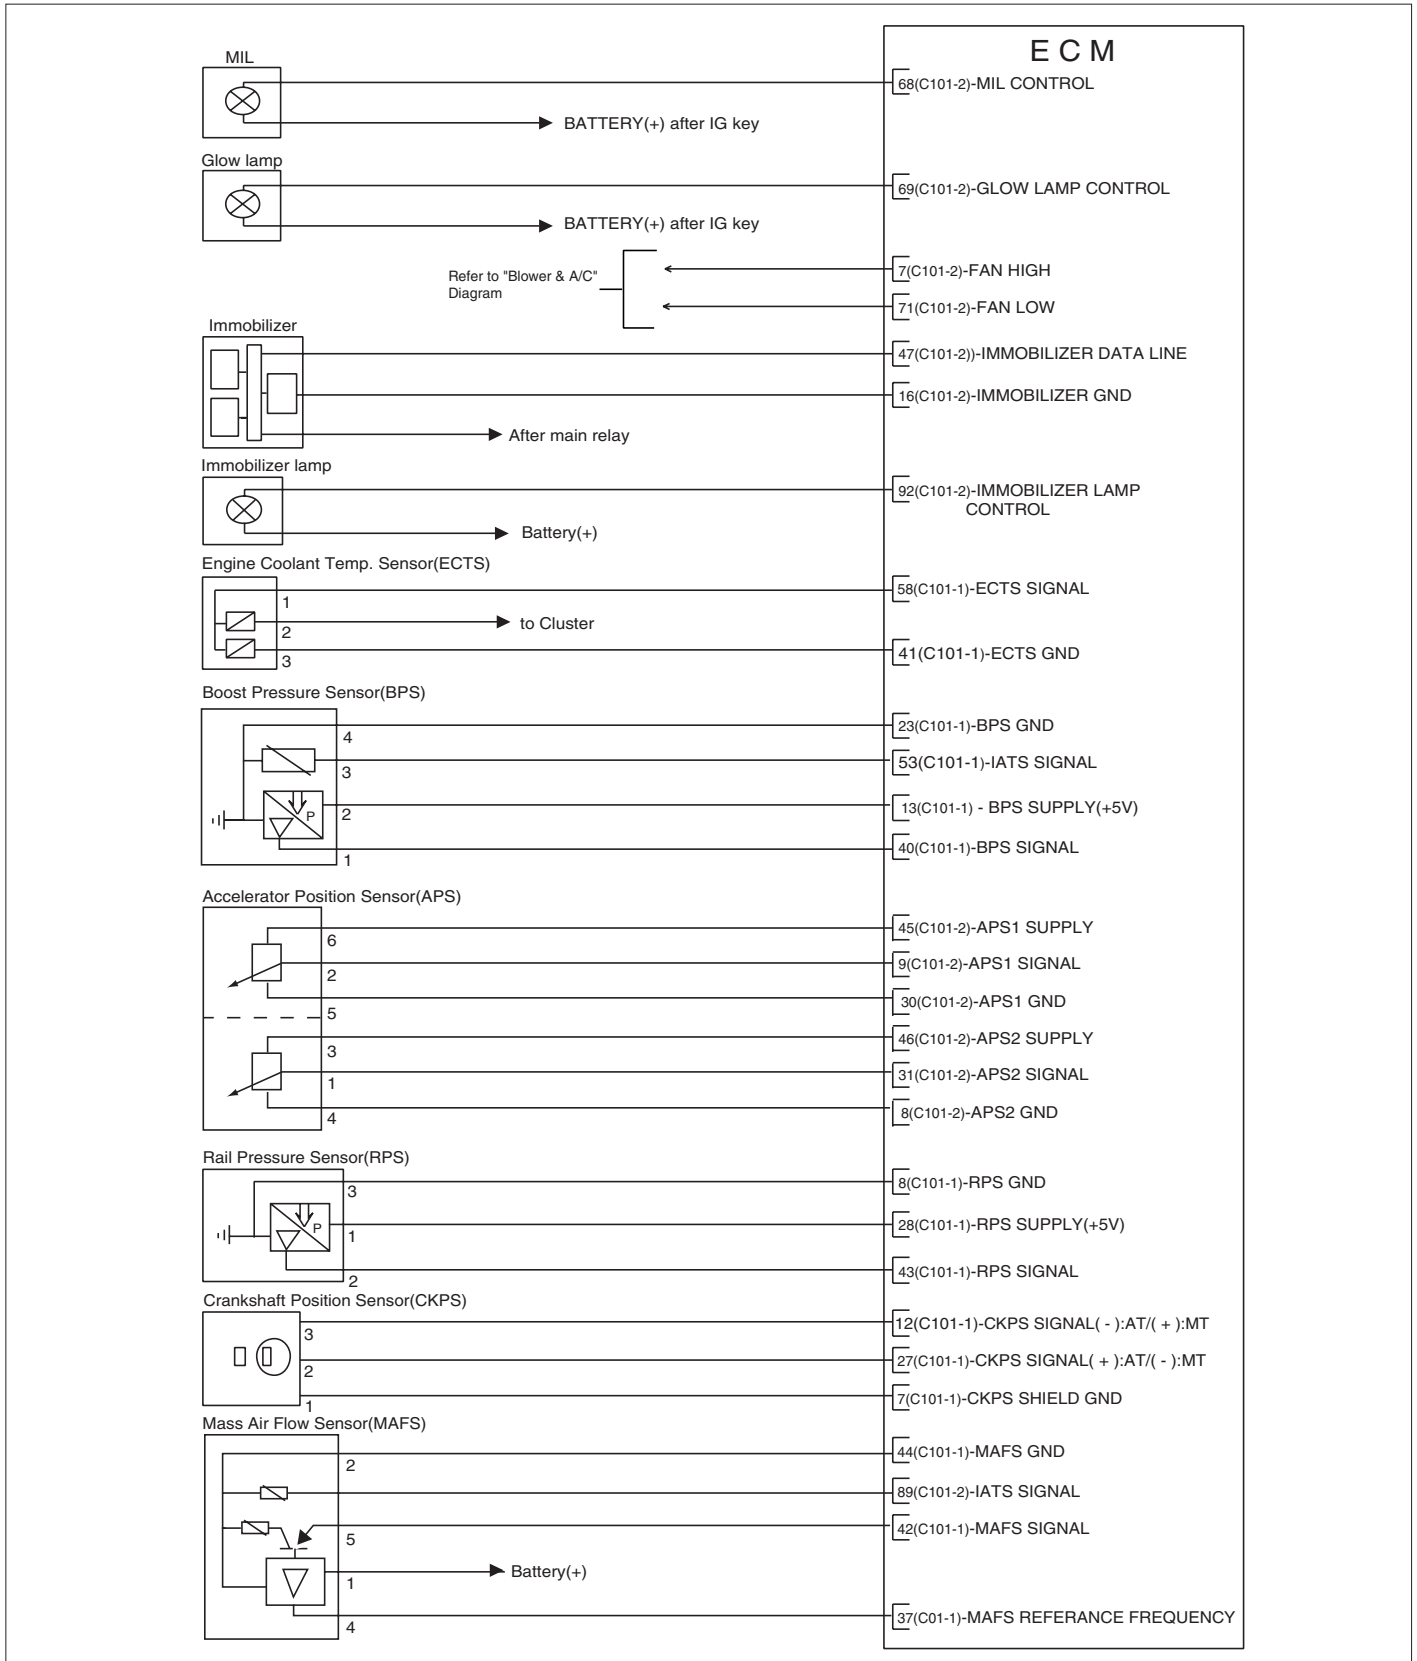 E C M
MIL
68(C101-2)-MIL CONTROL
BATTERY(+) after IG key
Glow lamp
69(C101-2)-GLOW LAMP CONTROL
BATTERY(+) after IG key
Refer to "Blower & A/C"
Diagram
7(C101-2)-FAN HIGH
71(C101-2)-FAN LOW
Immobilizer
47(C101-2))-IMMOBILIZER DATA LINE
16(C101-2)-IMMOBILIZER GND
After main relay
Immobilizer lamp
92(C101-2)-IMMOBILIZER LAMP
CONTROL
Battery(+)
Engine Coolant Temp. Sensor(ECTS)
58(C101-1)-ECTS SIGNAL
1
to Cluster
2
41(C101-1)-ECTS GND
3
Boost Pressure Sensor(BPS)
23(C101-1)-BPS GND
4
53(C101-1)-IATS SIGNAL
3
13(C101-1) - BPS SUPPLY(+5V)
P
2
40(C101-1)-BPS SIGNAL
1
Accelerator Position Sensor(APS)
45(C101-2)-APS1 SUPPLY
6
9(C101-2)-APS1 SIGNAL
2
30(C101-2)-APS1 GND
5
46(C101-2)-APS2 SUPPLY
3
31(C101-2)-APS2 SIGNAL
1
8(C101-2)-APS2 GND
4
Rail Pressure Sensor(RPS)
8(C101-1)-RPS GND
3
28(C101-1)-RPS SUPPLY(+5V)
P
1
43(C101-1)-RPS SIGNAL
2
Crankshaft Position Sensor(CKPS)
12(C101-1)-CKPS SIGNAL( - ):AT/( + ):MT
3
27(C101-1)-CKPS SIGNAL( + ):AT/( - ):MT
2
7(C101-1)-CKPS SHIELD GND
1
Mass Air Flow Sensor(MAFS)
44(C101-1)-MAFS GND
2
89(C101-2)-IATS SIGNAL
42(C101-1)-MAFS SIGNAL
5
Battery(+)
1
37(C01-1)-MAFS REFERANCE FREQUENCY
4